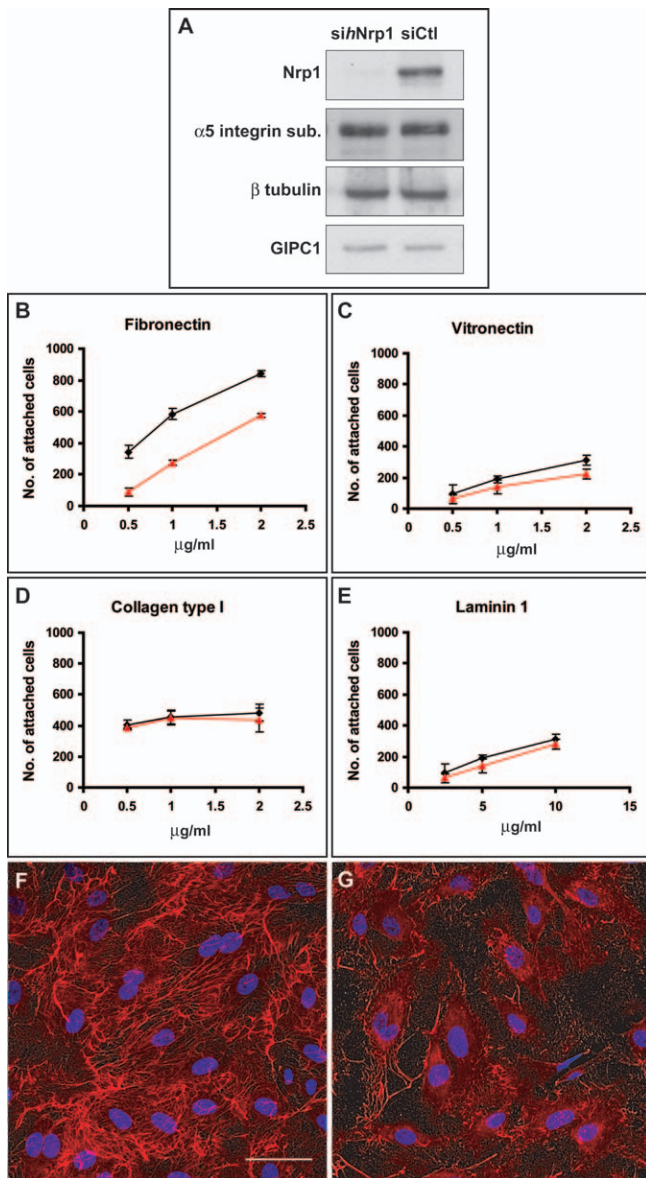 A
sihNrp1 siCtl
Nrp1
α5 integrin sub.
β tubulin
GIPC1
B
Fibronectin
No. of attached cells
1000
800
600
400
200
0
0 0.5 1 1.5 2 2.5
μg/ml
C
Vitronectin
No. of attached cells
1000
800
600
400
200
0
0 0.5 1 1.5 2 2.5
μg/ml
D
Collagen type I
No. of attached cells
1000
800
600
400
200
0
0 0.5 1 1.5 2 2.5
μg/ml
E
Laminin 1
No. of attached cells
1000
800
600
400
200
0
0 5 10 15
μg/ml
F
G